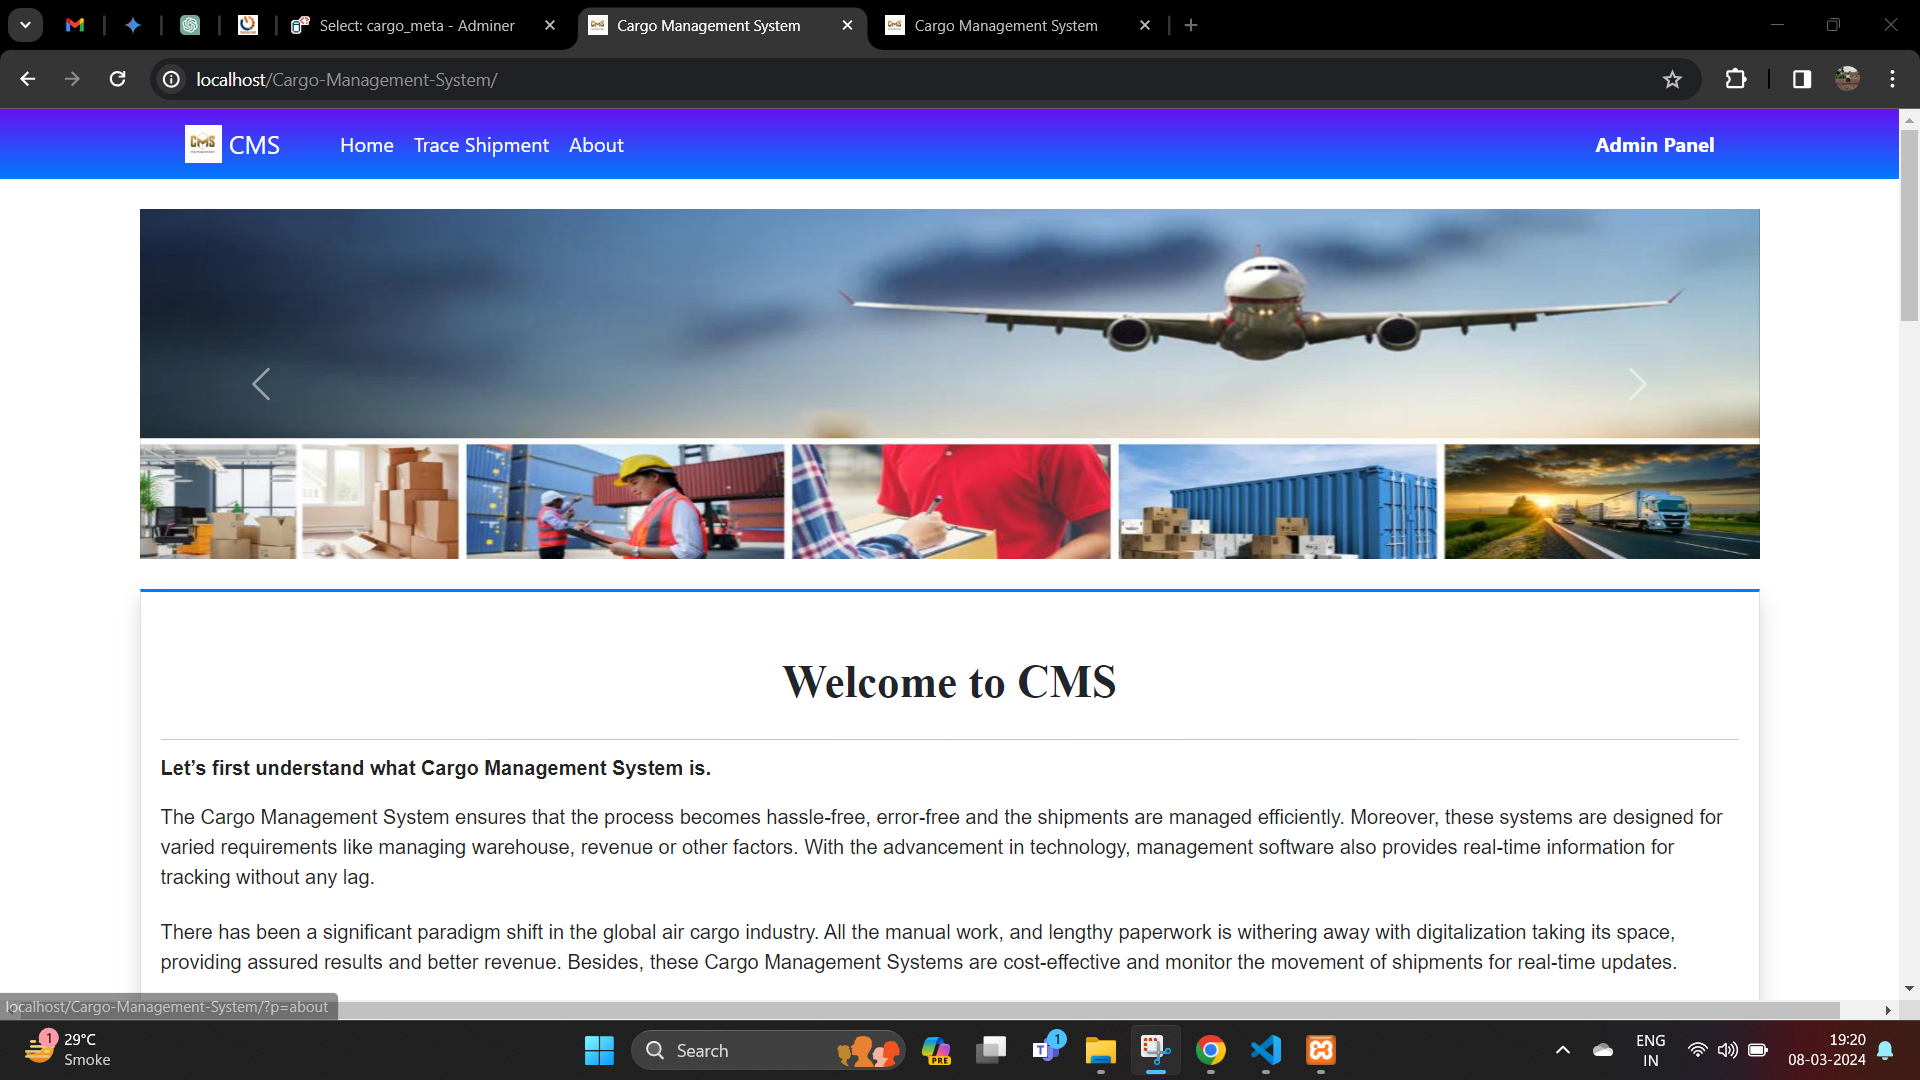 Select: cargo_meta - Adminer
Cargo Management System
Cargo Management System
localhost/Cargo-Management-System/
CMS
CMS
Home
Trace Shipment
About
Admin Panel
Welcome to CMS
Let’s first understand what Cargo Management System is.
The Cargo Management System ensures that the process becomes hassle-free, error-free and the shipments are managed efficiently. Moreover, these systems are designed for
varied requirements like managing warehouse, revenue or other factors. With the advancement in technology, management software also provides real-time information for
tracking without any lag.
There has been a significant paradigm shift in the global air cargo industry. All the manual work, and lengthy paperwork is withering away with digitalization taking its space,
providing assured results and better revenue. Besides, these Cargo Management Systems are cost-effective and monitor the movement of shipments for real-time updates.
localhost/Cargo-Management-System/?p=about
1
29°C
Smoke
Search
PRE
T
1
ENG
IN
19:20
08-03-2024